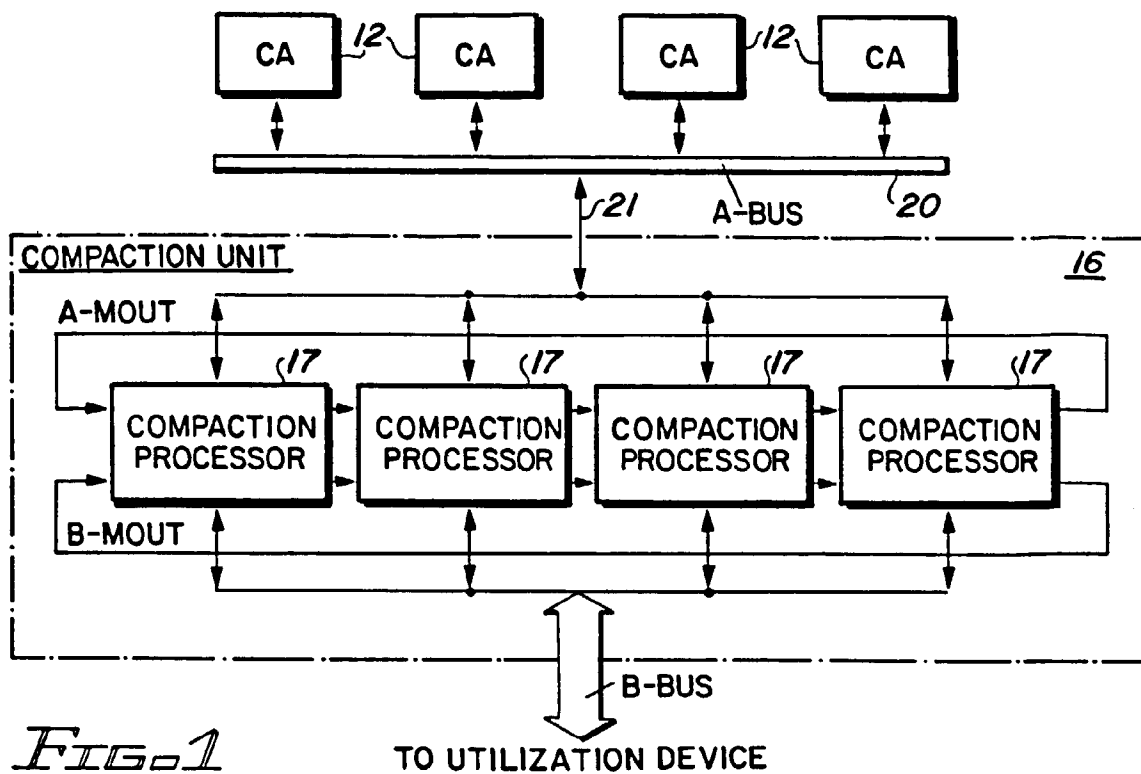 CA 12 CA CA 12 CA
21 A-BUS 20
COMPACTION UNIT 16
A-MOUT
17 17 17 17
COMPACTION PROCESSOR
COMPACTION PROCESSOR
COMPACTION PROCESSOR
COMPACTION PROCESSOR
B-MOUT
B-BUS
FIG. 1 TO UTILIZATION DEVICE